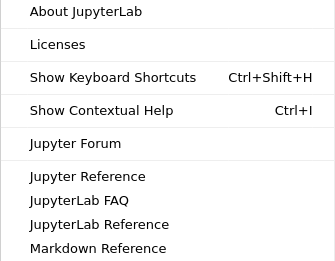 About JupyterLab
Licenses
Show Keyboard Shortcuts Ctrl+Shift+H
Show Contextual Help Ctrl+I
Jupyter Forum
Jupyter Reference
JupyterLab FAQ
JupyterLab Reference
Markdown Reference